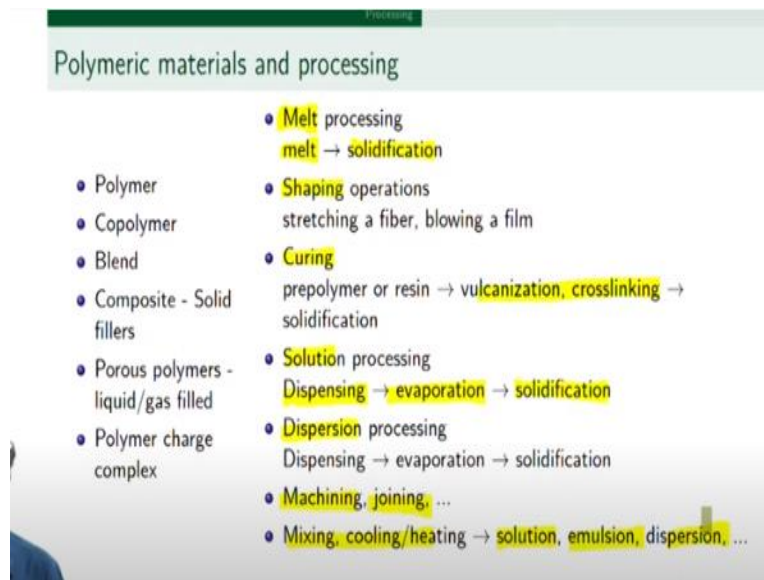 Processing
Polymeric materials and processing
Polymer
Copolymer
Blend
Composite - Solid
fillers
Porous polymers -
liquid/gas filled
Polymer charge
complex
Melt processing
melt → solidification
Shaping operations
stretching a fiber, blowing a film
Curing
prepolymer or resin → vulcanization, crosslinking →
solidification
Solution processing
Dispensing → evaporation → solidification
Dispersion processing
Dispensing → evaporation → solidification
Machining, joining, ...
Mixing, cooling/heating → solution, emulsion, dispersion, ...